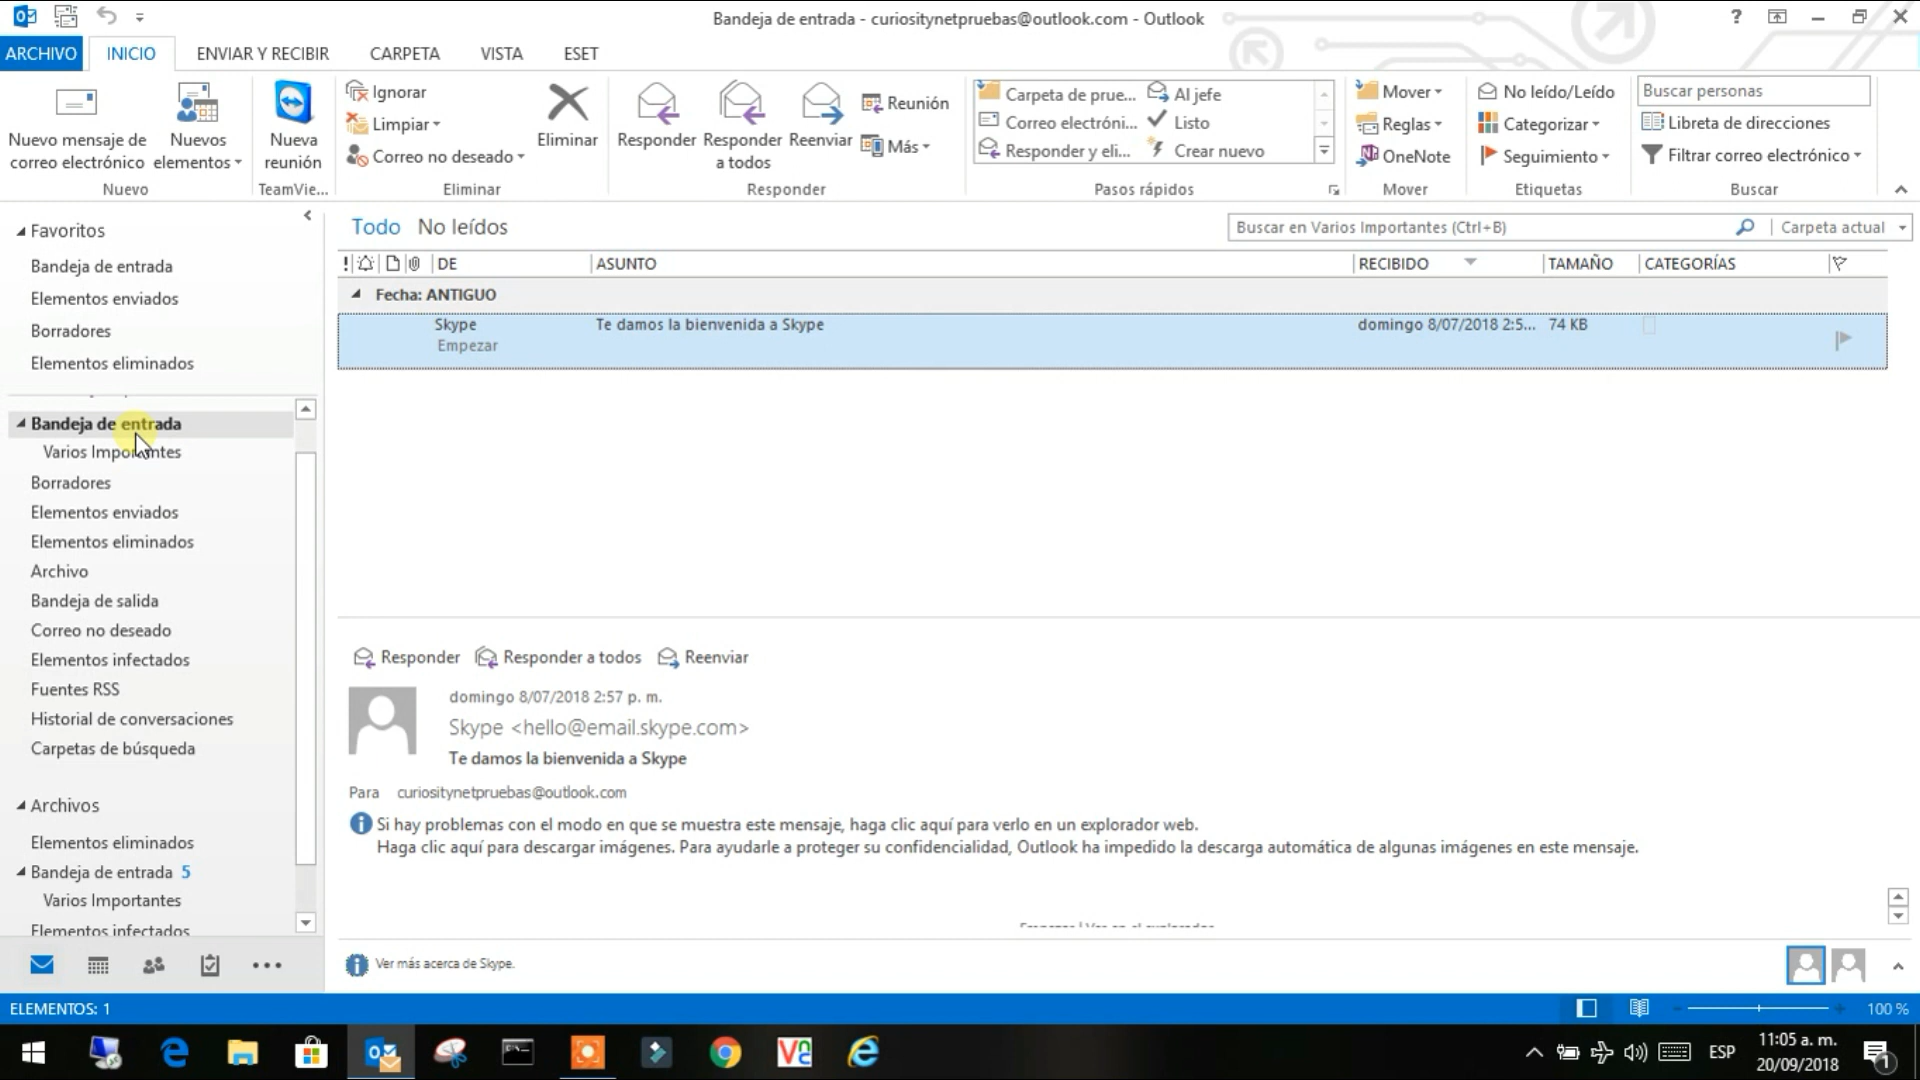 Bandeja de entrada - curiositynetpruebas@outlook.com - Outlook
?
ARCHIVO INICIO ENVIAR Y RECIBIR CARPETA VISTA ESET
Nuevo mensaje de correo electrónico
Nuevos elementos
Nuevo
Nueva reunión
TeamVie...
Ignorar
Limpiar
Correo no deseado
Eliminar
Eliminar
Responder
Responder a todos
Reenviar
Reunión
Más
Responder
Carpeta de prue...
Correo electróni...
Responder y eli...
Al jefe
Listo
Crear nuevo
Pasos rápidos
Mover
Reglas
OneNote
Mover
No leído/Leído
Categorizar
Seguimiento
Etiquetas
Buscar personas
Libreta de direcciones
Filtrar correo electrónico
Buscar
Favoritos
Bandeja de entrada
Elementos enviados
Borradores
Elementos eliminados
Bandeja de entrada
Varios Importantes
Borradores
Elementos enviados
Elementos eliminados
Archivo
Bandeja de salida
Correo no deseado
Elementos infectados
Fuentes RSS
Historial de conversaciones
Carpetas de búsqueda
Archivos
Elementos eliminados
Bandeja de entrada 5
Varios Importantes
Elementos infectados
Todo No leídos
Buscar en Varios Importantes (Ctrl+B)
Carpeta actual
! DE ASUNTO RECIBIDO TAMAÑO CATEGORÍAS
Fecha: ANTIGUO
Skype Te damos la bienvenida a Skype domingo 8/07/2018 2:5... 74 KB
Empezar
Responder Responder a todos Reenviar
domingo 8/07/2018 2:57 p. m.
Skype <hello@email.skype.com>
Te damos la bienvenida a Skype
Para curiositynetpruebas@outlook.com
Si hay problemas con el modo en que se muestra este mensaje, haga clic aquí para verlo en un explorador web.
Haga clic aquí para descargar imágenes. Para ayudarle a proteger su confidencialidad, Outlook ha impedido la descarga automática de algunas imágenes en este mensaje.
Ver más acerca de Skype.
ELEMENTOS: 1
100 %
ESP
11:05 a. m.
20/09/2018
1